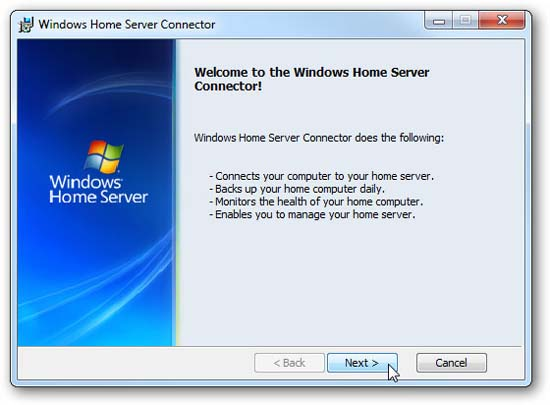 Windows Home Server Connector
Welcome to the Windows Home Server
Connector!
Windows Home Server Connector does the following:
- Connects your computer to your home server.
- Backs up your home computer daily.
- Monitors the health of your home computer.
- Enables you to manage your home server.
Windows
Home Server
< Back
Next >
Cancel